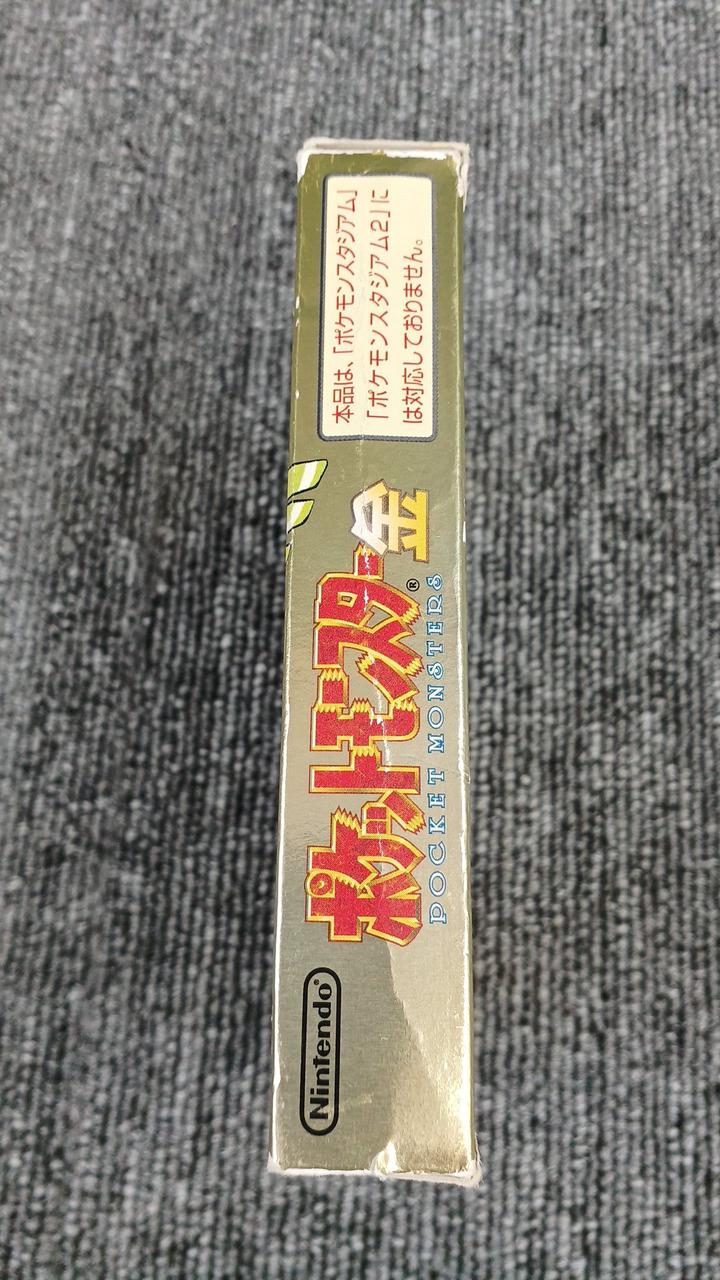 Nintendo®
ポケットモンスター金
®
POCKET MONSTERS
本品は、「ポケモンスタジアム」
「ポケモンスタジアム2」に
は対応しておりません。